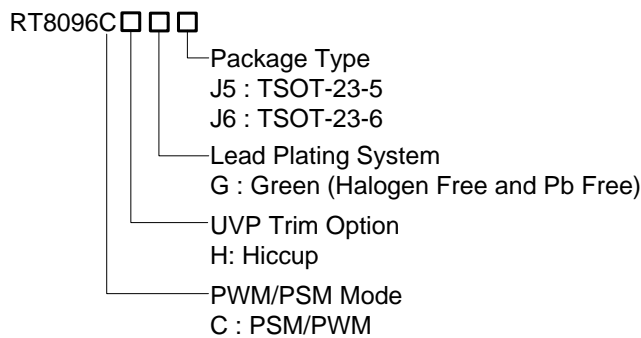 RT8096C
Package Type
J5 : TSOT-23-5
J6 : TSOT-23-6
Lead Plating System
G : Green (Halogen Free and Pb Free)
UVP Trim Option
H: Hiccup
PWM/PSM Mode
C : PSM/PWM